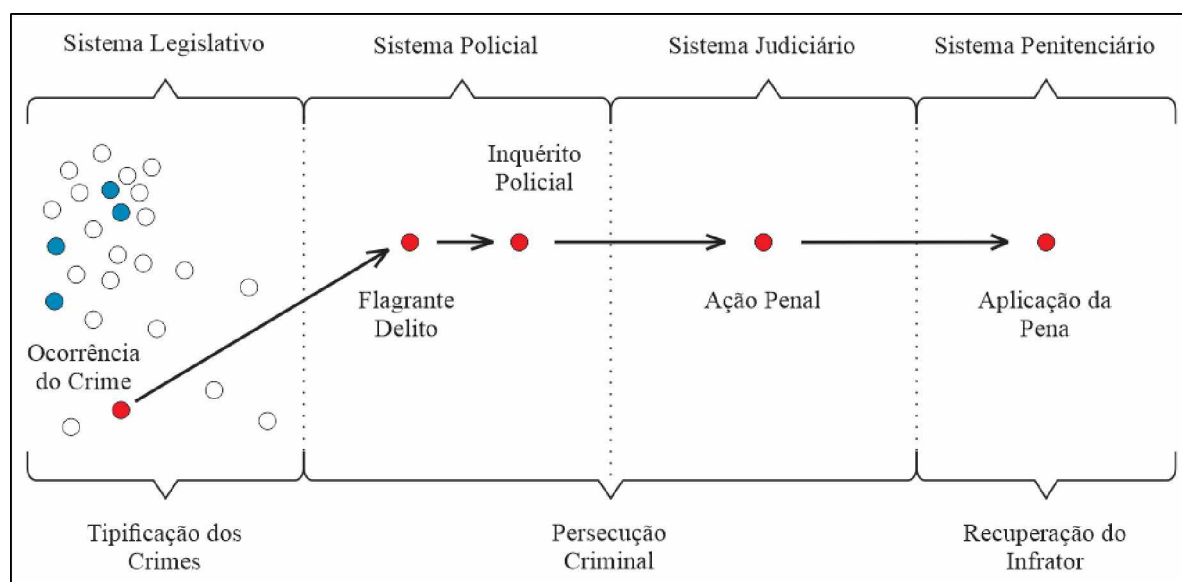 Sistema Legislativo
Sistema Policial
Sistema Judiciário
Sistema Penitenciário
Inquérito
Policial
Flagrante
Delito
Ação Penal
Aplicação da
Pena
Ocorrência
do Crime
Tipificação dos
Crimes
Persecução
Criminal
Recuperação do
Infrator